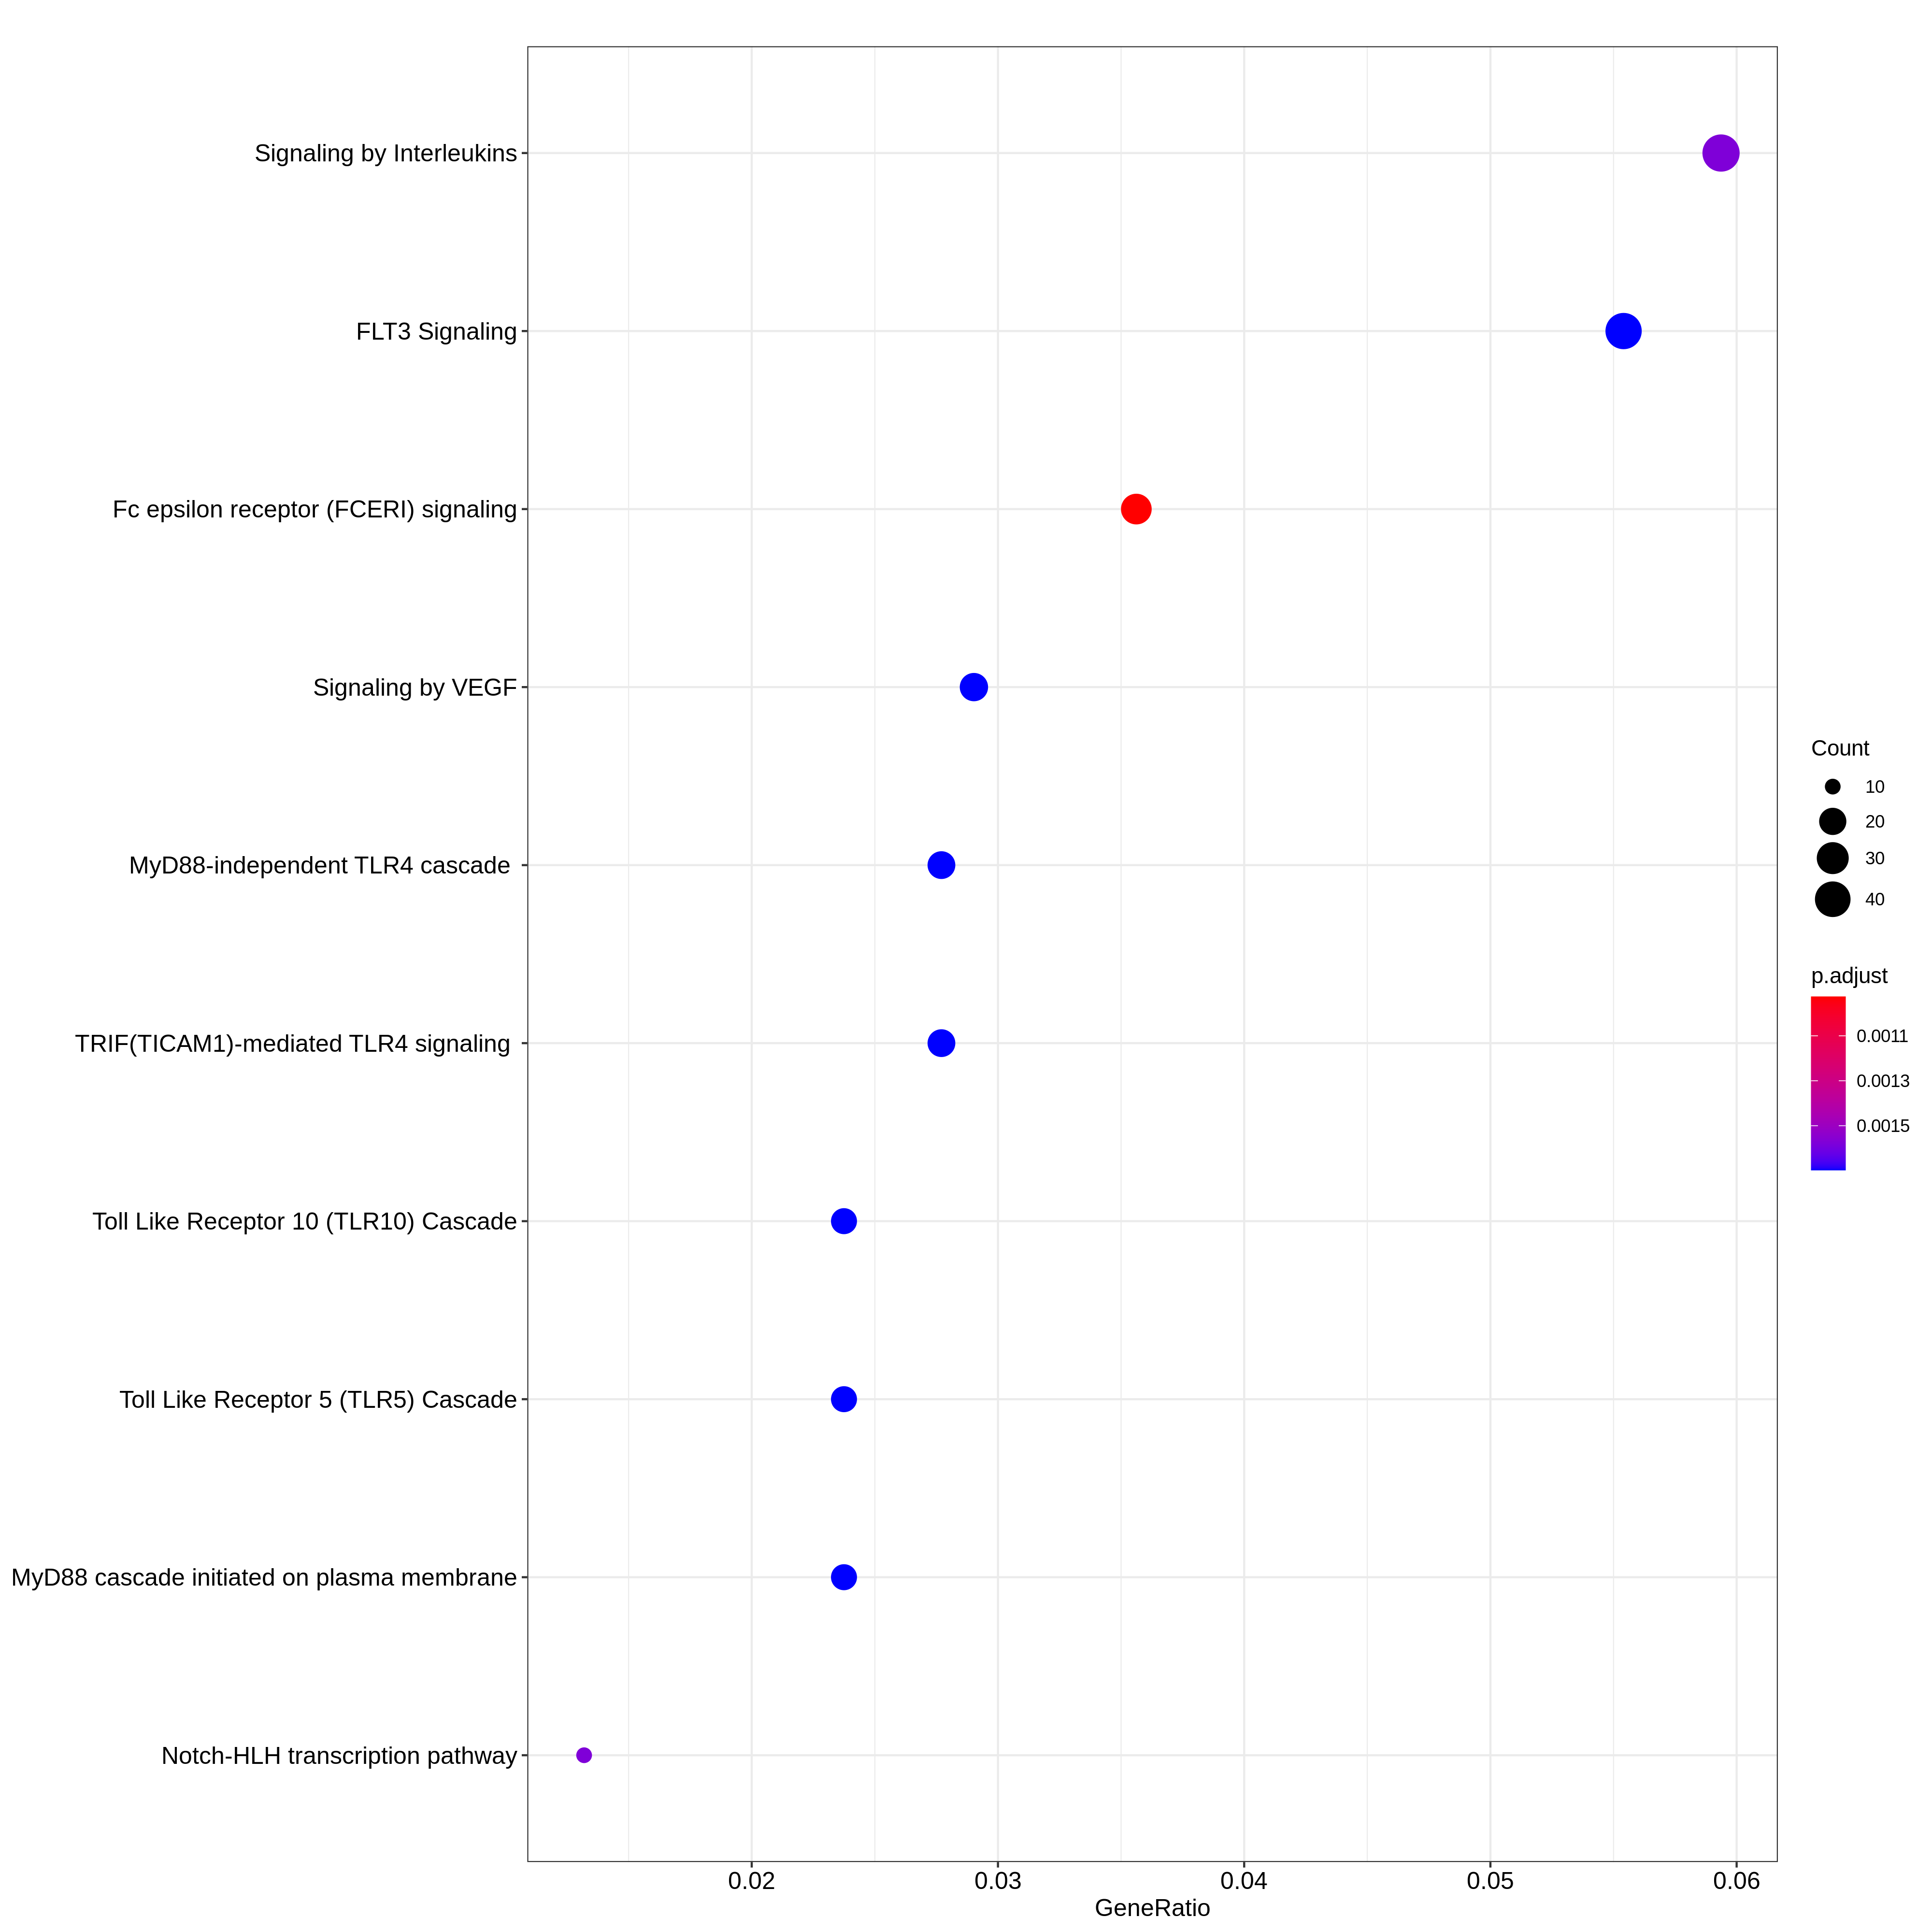 Signaling by Interleukins
FLT3 Signaling
Fc epsilon receptor (FCERI) signaling
Signaling by VEGF
MyD88-independent TLR4 cascade
TRIF(TICAM1)-mediated TLR4 signaling
Toll Like Receptor 10 (TLR10) Cascade
Toll Like Receptor 5 (TLR5) Cascade
MyD88 cascade initiated on plasma membrane
Notch-HLH transcription pathway
0.02 0.03 0.04 0.05 0.06
GeneRatio
Count
10
20
30
40
p.adjust
0.0011
0.0013
0.0015